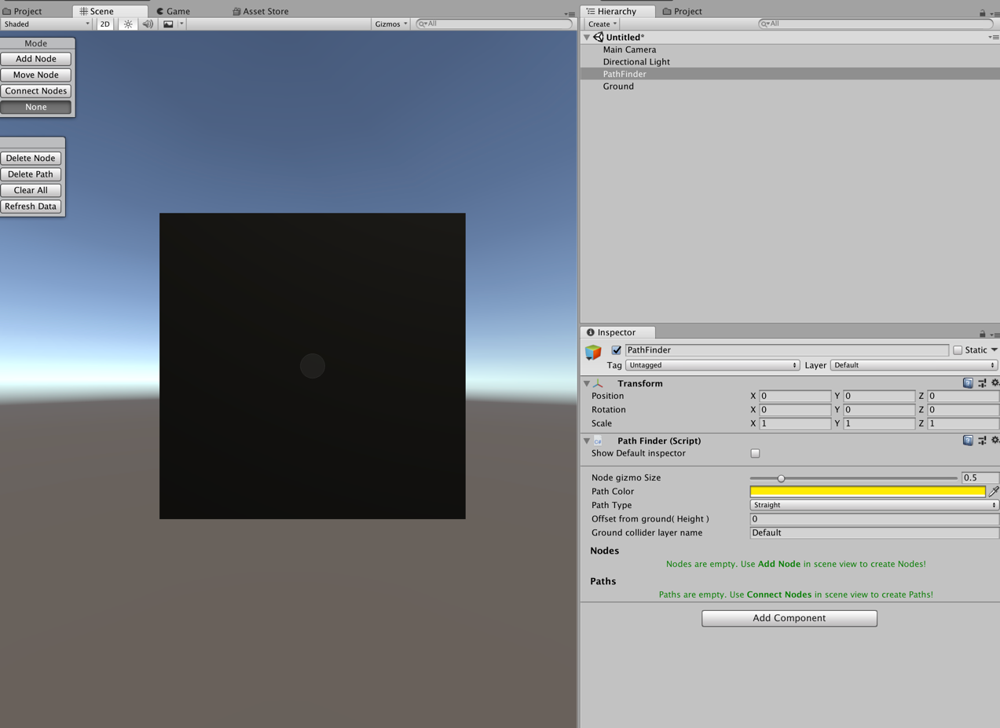 Project
Scene
Game
Asset Store
Shaded
2D
Gizmos
All
Mode
Add Node
Move Node
Connect Nodes
None
Delete Node
Delete Path
Clear All
Refresh Data
Hierarchy
Project
Create
All
Untitled*
Main Camera
Directional Light
PathFinder
Ground
Inspector
PathFinder
Static
Tag Untagged Layer Default
Transform
Position X 0 Y 0 Z 0
Rotation X 0 Y 0 Z 0
Scale X 1 Y 1 Z 1
C#
Path Finder (Script)
Show Default inspector
Node gizmo Size 0.5
Path Color
Path Type Straight
Offset from ground( Height ) 0
Ground collider layer name Default
Nodes
Nodes are empty. Use Add Node in scene view to create Nodes!
Paths
Paths are empty. Use Connect Nodes in scene view to create Paths!
Add Component